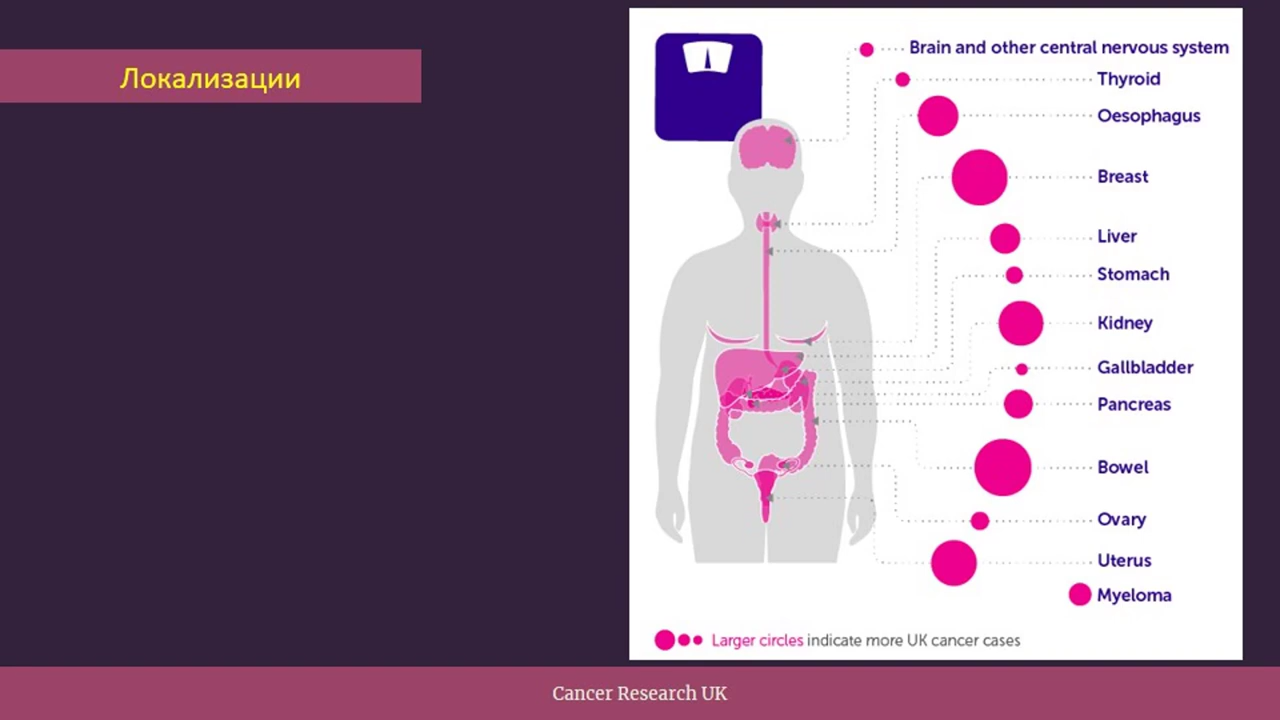 Локализации
Brain and other central nervous system
Thyroid
Oesophagus
Breast
Liver
Stomach
Kidney
Gallbladder
Pancreas
Bowel
Ovary
Uterus
Myeloma
Larger circles indicate more UK cancer cases
Cancer Research UK